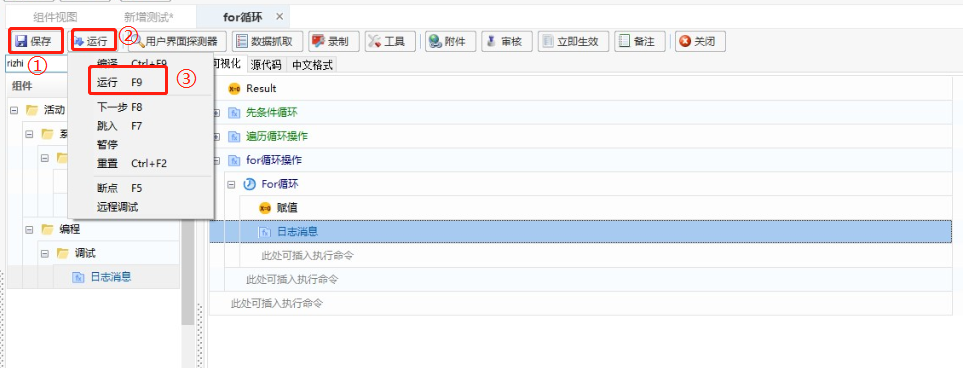 组件视图 新增测试* for循环 ×
保存 运行 ② 用户界面探测器 数据抓取 录制 工具 附件 审核 立即生效 备注 关闭
rizhi ① 编译 Ctrl+F9 可视化 源代码 中文格式
组件 运行 F9 ③ Result
活动 下一步 F8 先条件循环
跳入 F7 遍历循环操作
暂停
重置 Ctrl+F2 for循环操作
断点 F5 For循环
远程调试 赋值
编程 日志消息
调试 此处可插入执行命令
日志消息 此处可插入执行命令
此处可插入执行命令